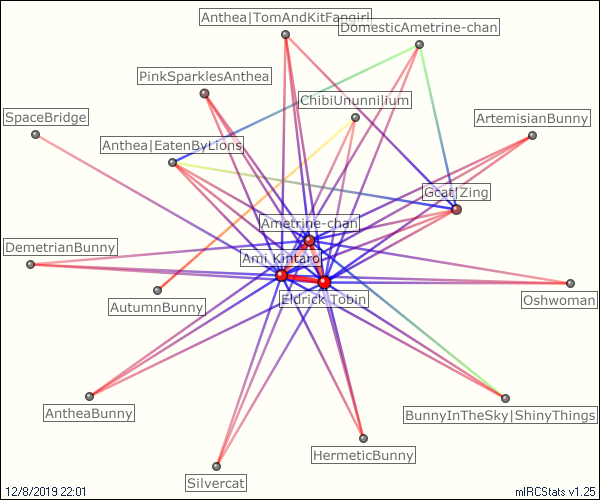 Anthea|TomAndKitFangirl
DomesticAmetrine-chan
PinkSparklesAnthea
ChibiUnunnilium
SpaceBridge
ArtemisianBunny
Anthea|EatenByLions
Gcat|Zing
Ametrine-chan
DemetrianBunny
Ami_Kintaro
AutumnBunny
Eldrick_Tobin
Oshwoman
AntheaBunny
BunnyInTheSky|ShinyThings
HermeticBunny
Silvercat
12/8/2019 22:01
mIRCStats v1.25